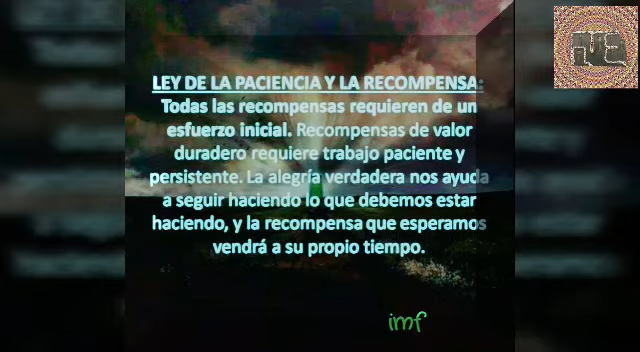 LEY DE LA PACIENCIA Y LA RECOMPENSA:
Todas las recompensas requieren de un
esfuerzo inicial. Recompensas de valor
duradero requiere trabajo paciente y
persistente. La alegría verdadera nos ayuda
a seguir haciendo lo que debemos estar
haciendo, y la recompensa que esperamos
vendrá a su propio tiempo.
imf